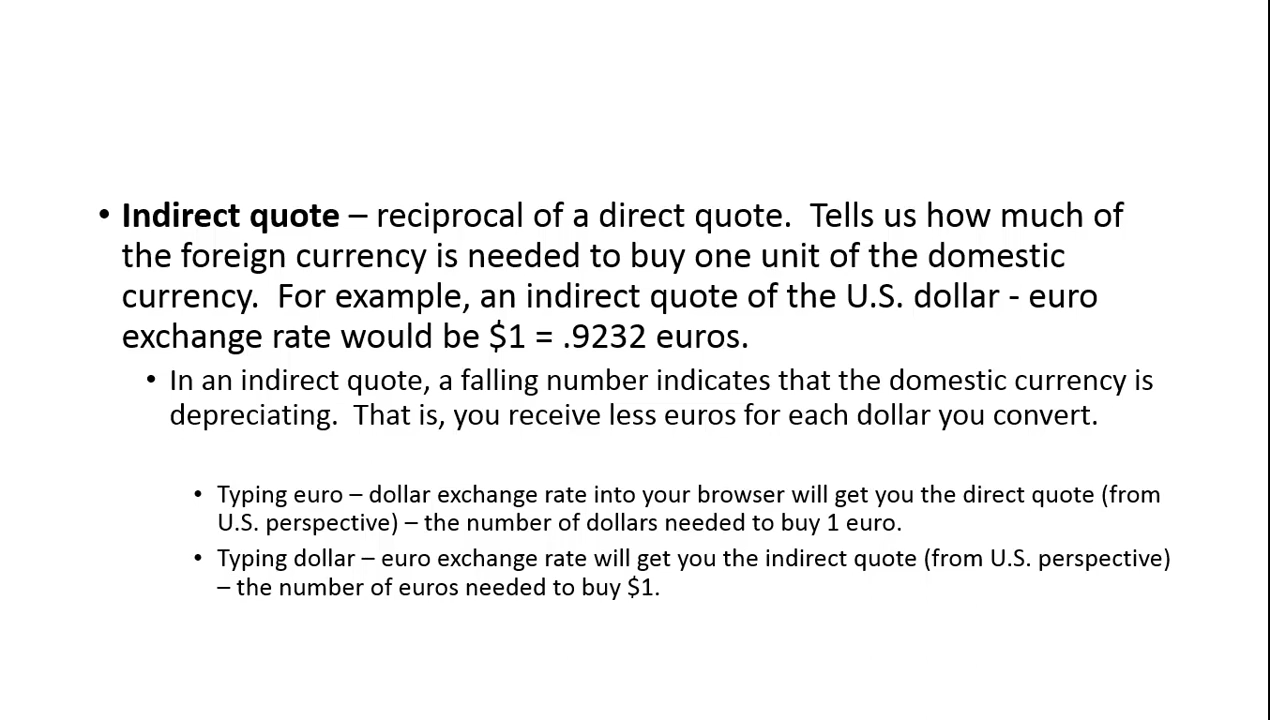 • Indirect quote – reciprocal of a direct quote.  Tells us how much of
the foreign currency is needed to buy one unit of the domestic
currency.  For example, an indirect quote of the U.S. dollar - euro
exchange rate would be $1 = .9232 euros.
• In an indirect quote, a falling number indicates that the domestic currency is
depreciating.  That is, you receive less euros for each dollar you convert.
• Typing euro – dollar exchange rate into your browser will get you the direct quote (from
U.S. perspective) – the number of dollars needed to buy 1 euro.
• Typing dollar – euro exchange rate will get you the indirect quote (from U.S. perspective)
– the number of euros needed to buy $1.